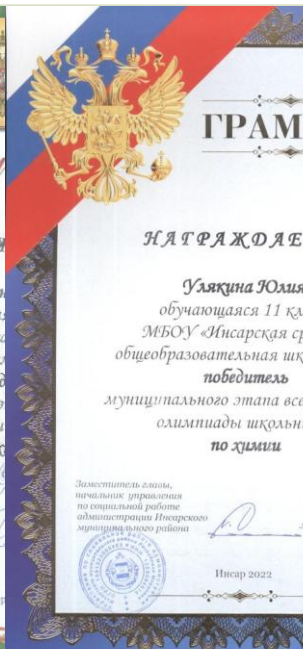 ГРАМ
НАГРАЖДАЕ
Улякина Юлия
обучающаяся 11 кл
МБОУ «Инсарская ср
общеобразовательная шк
победитель
муниципального этапа все
олимпиады школьн
по химии
Заместитель главы,
начальник управления
по социальной работе
администрации Инсарского
муниципального района
Инсар 2022